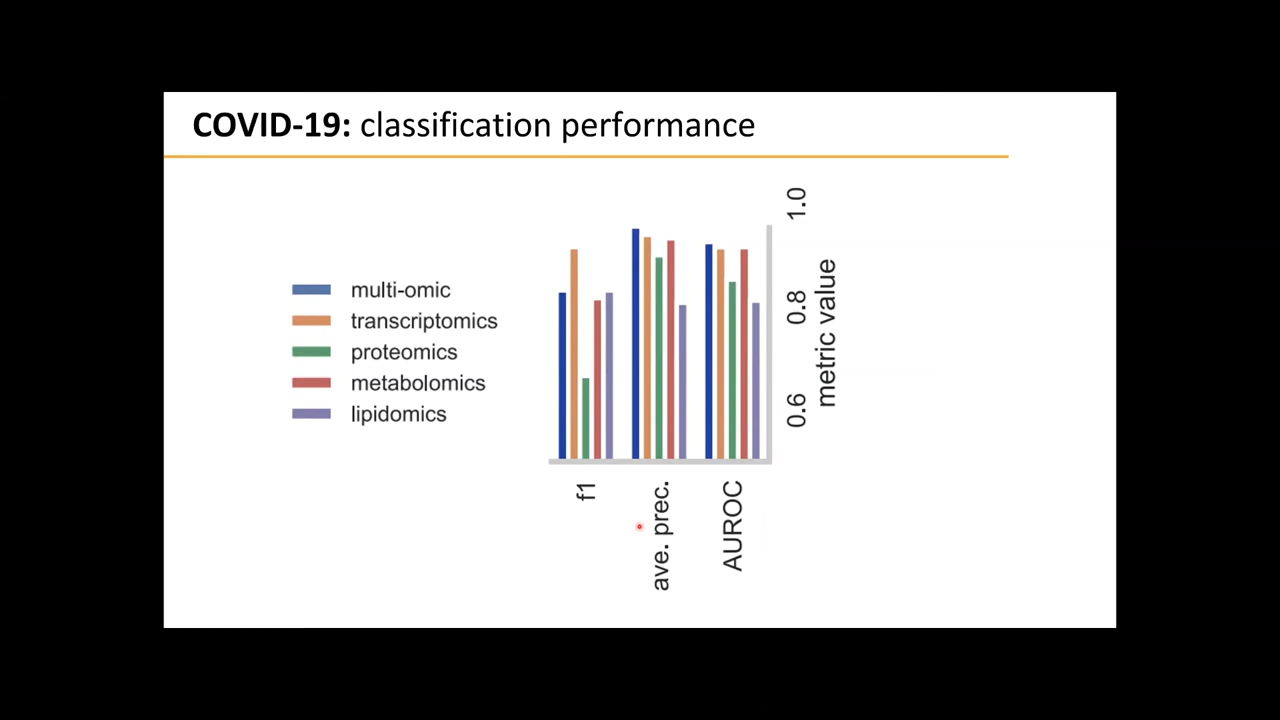 COVID-19: classification performance
multi-omic
transcriptomics
proteomics
metabolomics
lipidomics
f1
ave. prec.
AUROC
0.6
0.8
1.0
metric value